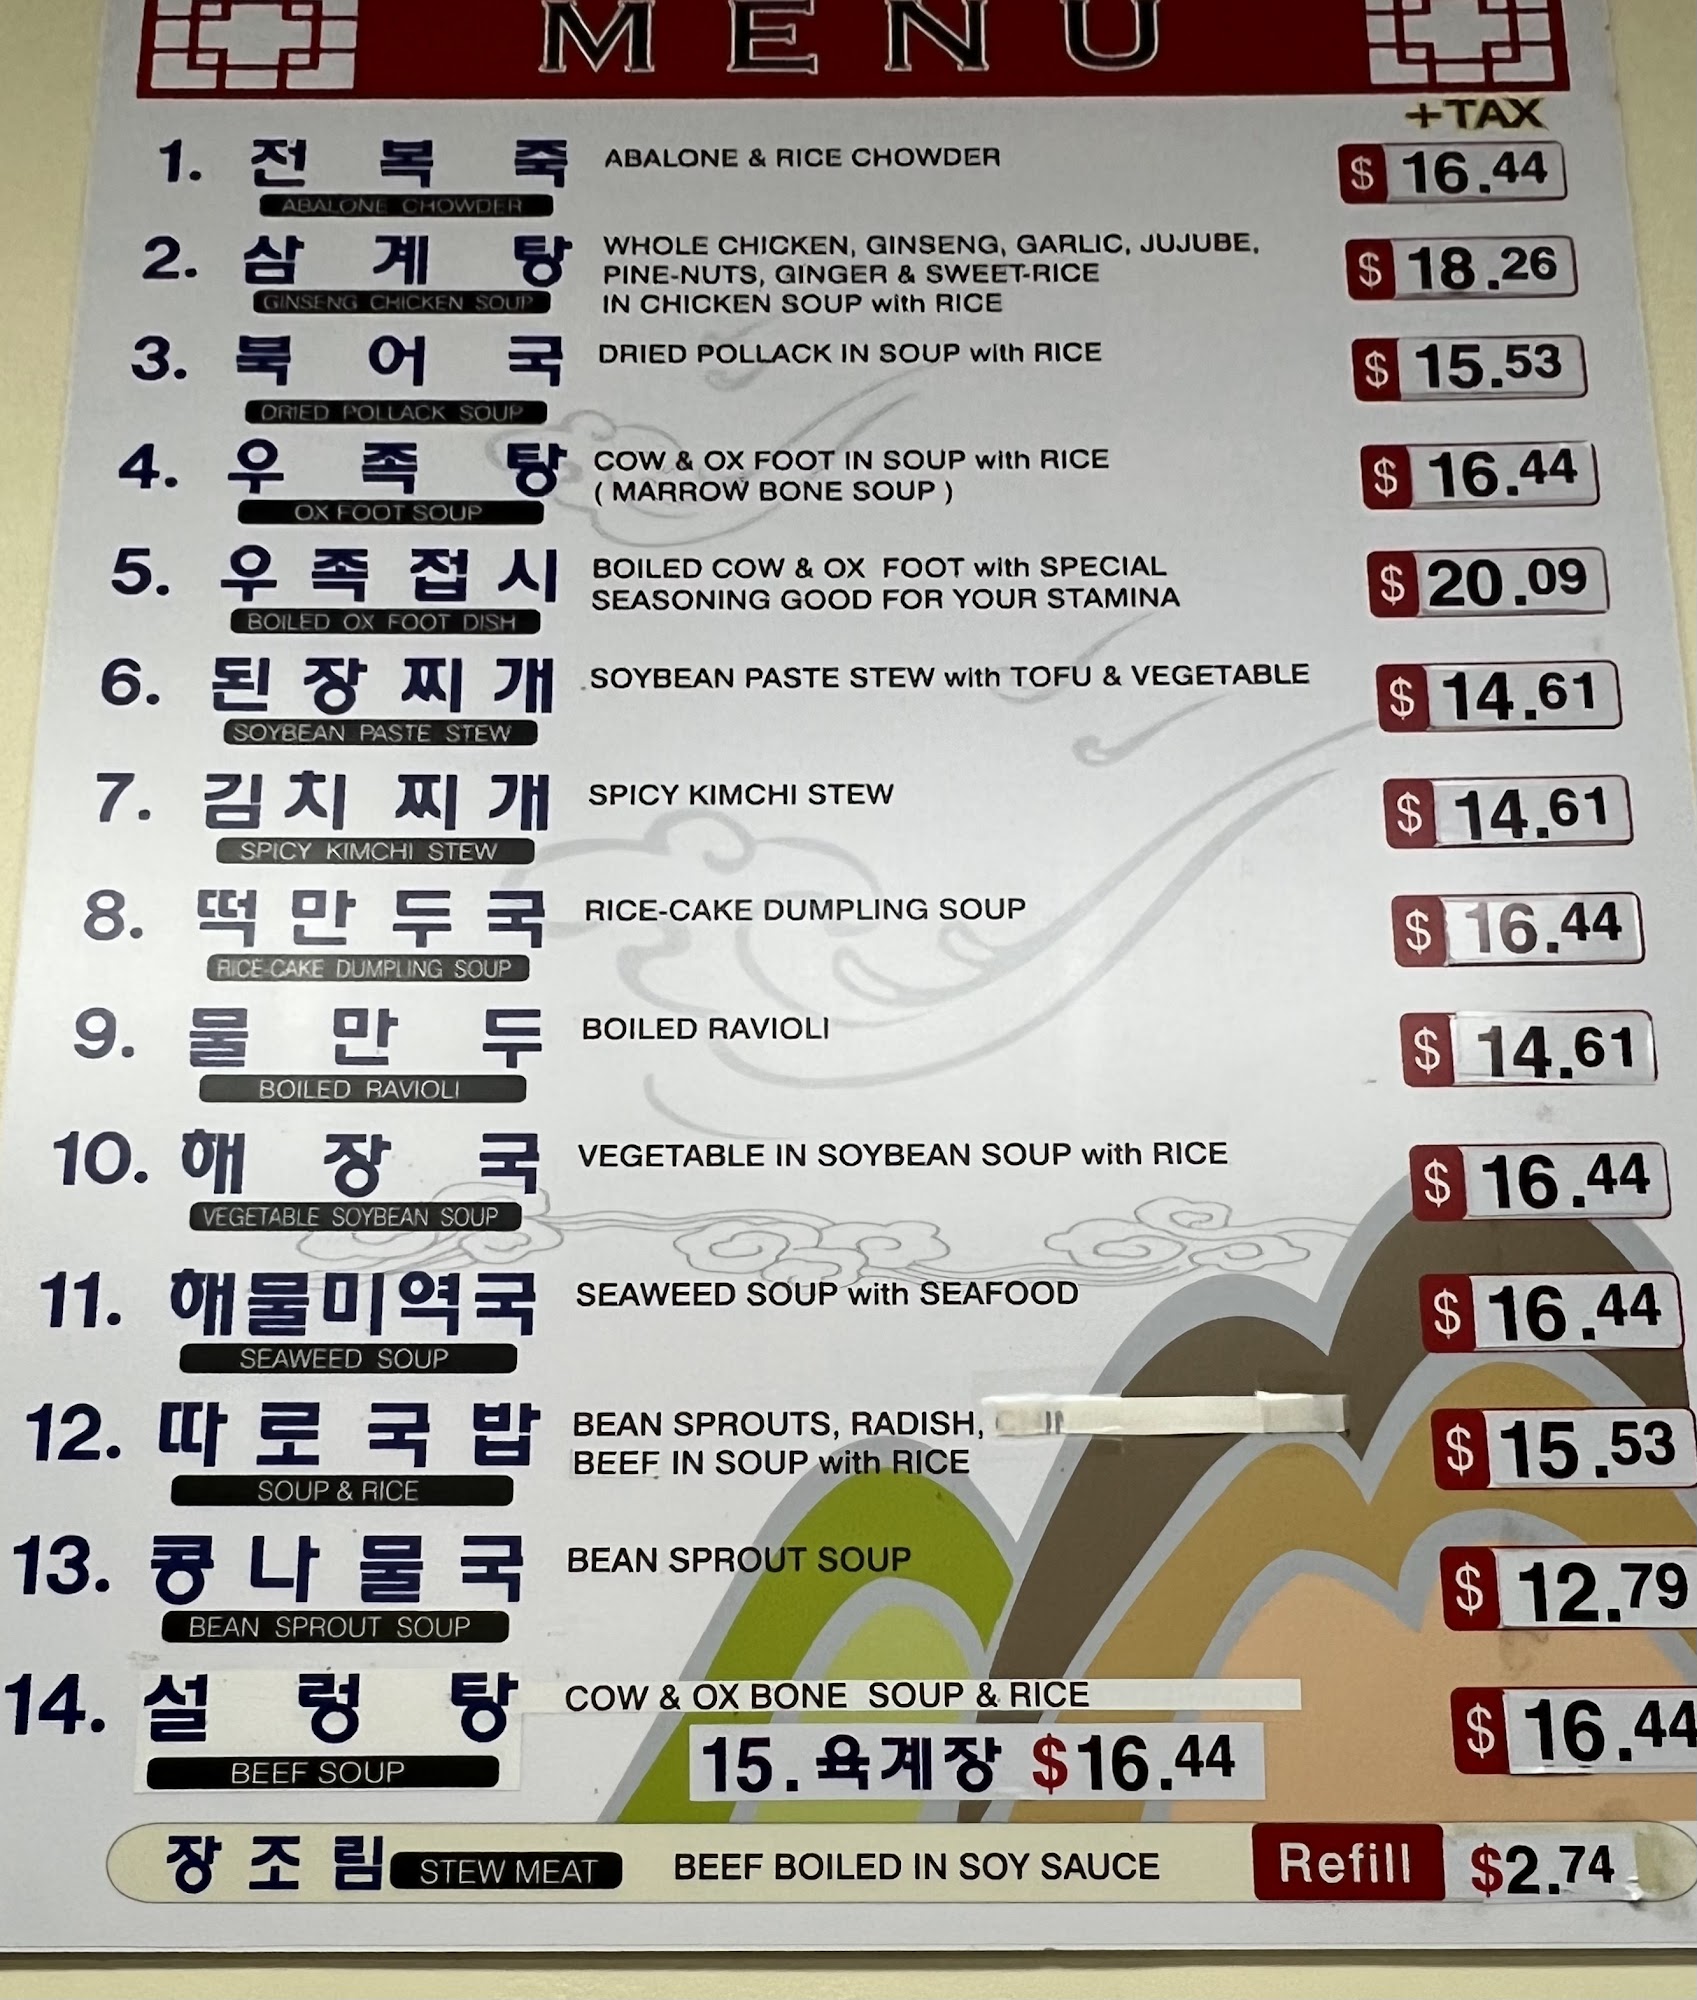 MENU
+TAX
1. 전복죽 ABALONE & RICE CHOWDER $ 16.44
ABALONE CHOWDER
2. 삼계탕 WHOLE CHICKEN, GINSENG, GARLIC, JUJUBE,
PINE-NUTS, GINGER & SWEET-RICE $ 18.26
GINSENG CHICKEN SOUP IN CHICKEN SOUP with RICE
3. 북어국 DRIED POLLACK IN SOUP with RICE $ 15.53
DRIED POLLACK SOUP
4. 우족탕 COW & OX FOOT IN SOUP with RICE $ 16.44
( MARROW BONE SOUP )
OX FOOT SOUP
5. 우족접시 BOILED COW & OX FOOT with SPECIAL $ 20.09
SEASONING GOOD FOR YOUR STAMINA
BOILED OX FOOT DISH
6. 된장찌개 SOYBEAN PASTE STEW with TOFU & VEGETABLE $ 14.61
SOYBEAN PASTE STEW
7. 김치찌개 SPICY KIMCHI STEW $ 14.61
SPICY KIMCHI STEW
8. 떡만두국 RICE-CAKE DUMPLING SOUP $ 16.44
RICE-CAKE DUMPLING SOUP
9. 물만두 BOILED RAVIOLI $ 14.61
BOILED RAVIOLI
10. 해장국 VEGETABLE IN SOYBEAN SOUP with RICE $ 16.44
VEGETABLE SOYBEAN SOUP
11. 해물미역국 SEAWEED SOUP with SEAFOOD $ 16.44
SEAWEED SOUP
12. 따로국밥 BEAN SPROUTS, RADISH, $ 15.53
BEEF IN SOUP with RICE
SOUP & RICE
13. 콩나물국 BEAN SPROUT SOUP $ 12.79
BEAN SPROUT SOUP
14. 설렁탕 COW & OX BONE SOUP & RICE $ 16.44
BEEF SOUP
15. 육계장 $16.44
장조림 STEW MEAT BEEF BOILED IN SOY SAUCE Refill $2.74